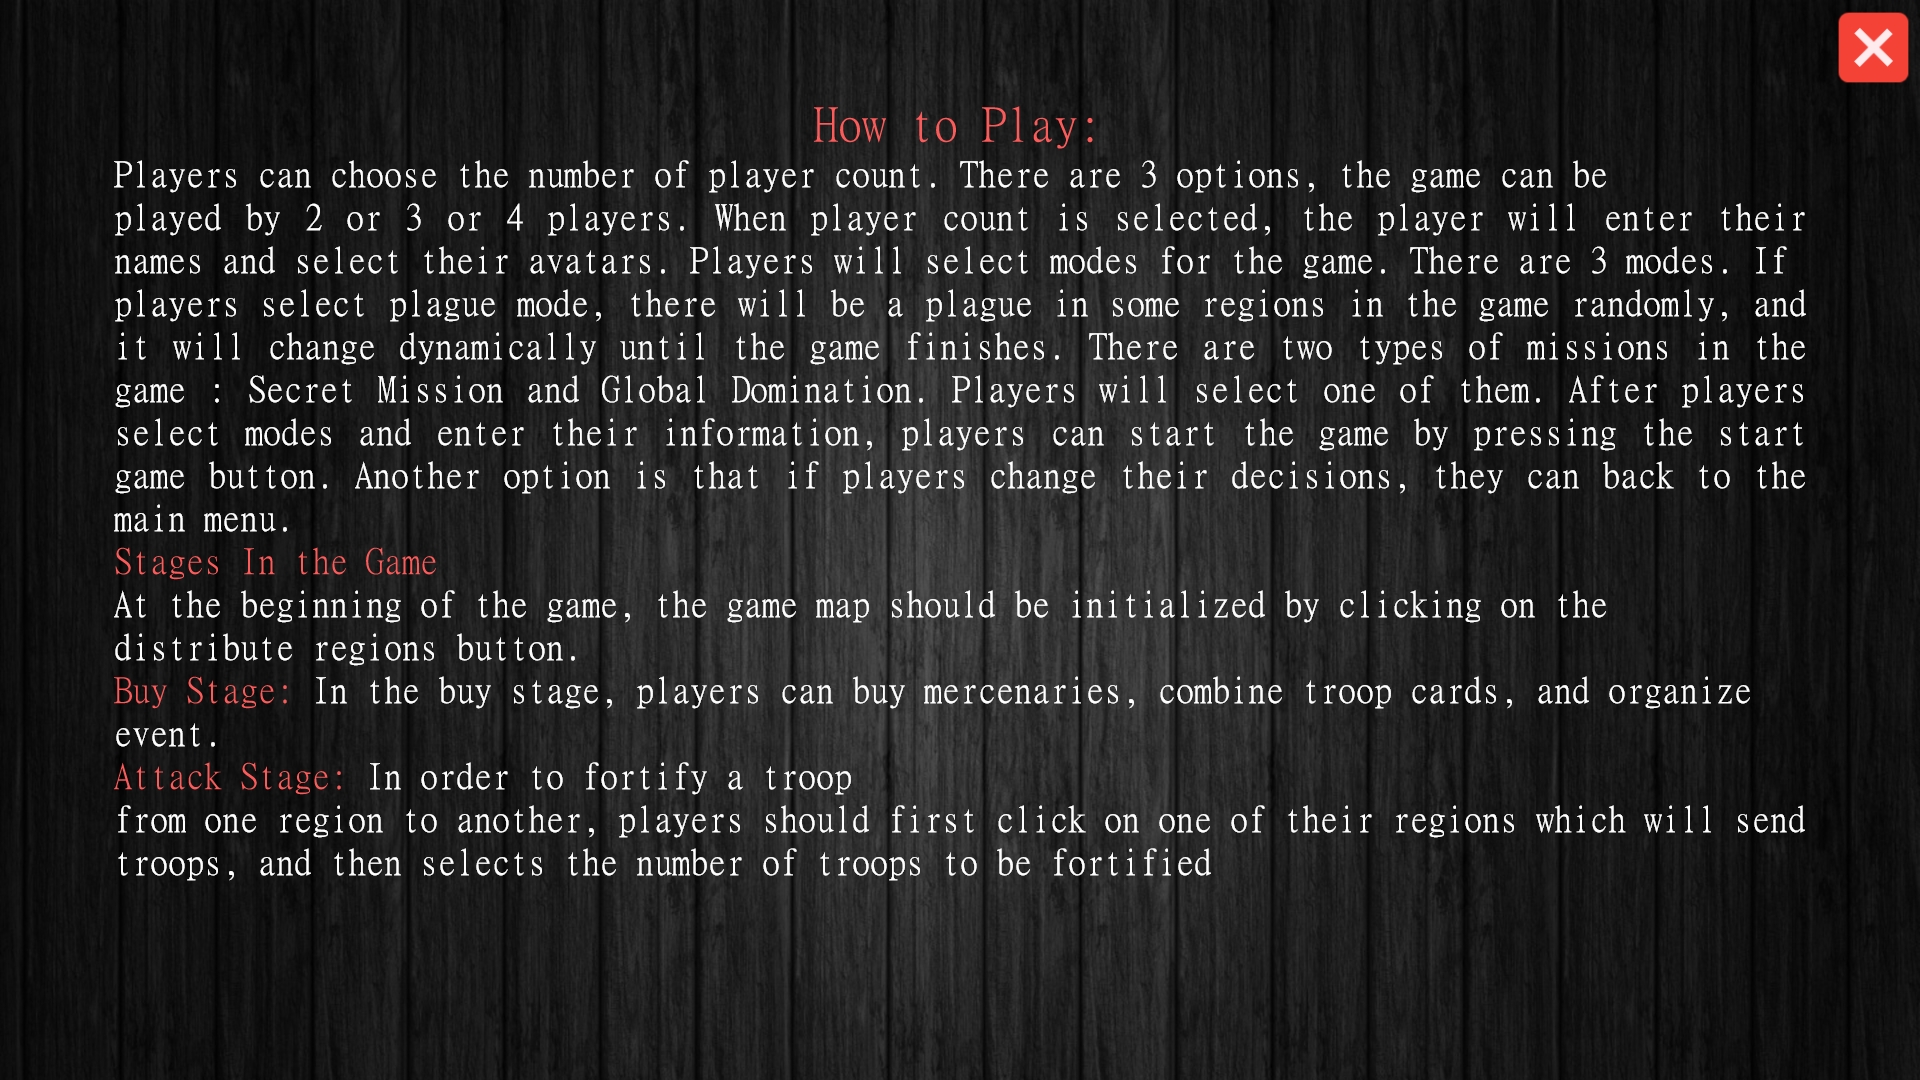 How to Play:
Players can choose the number of player count. There are 3 options, the game can be
played by 2 or 3 or 4 players. When player count is selected, the player will enter their
names and select their avatars. Players will select modes for the game. There are 3 modes. If
players select plague mode, there will be a plague in some regions in the game randomly, and
it will change dynamically until the game finishes. There are two types of missions in the
game : Secret Mission and Global Domination. Players will select one of them. After players
select modes and enter their information, players can start the game by pressing the start
game button. Another option is that if players change their decisions, they can back to the
main menu.
Stages In the Game
At the beginning of the game, the game map should be initialized by clicking on the
distribute regions button.
Buy Stage: In the buy stage, players can buy mercenaries, combine troop cards, and organize
event.
Attack Stage: In order to fortify a troop
from one region to another, players should first click on one of their regions which will send
troops, and then selects the number of troops to be fortified